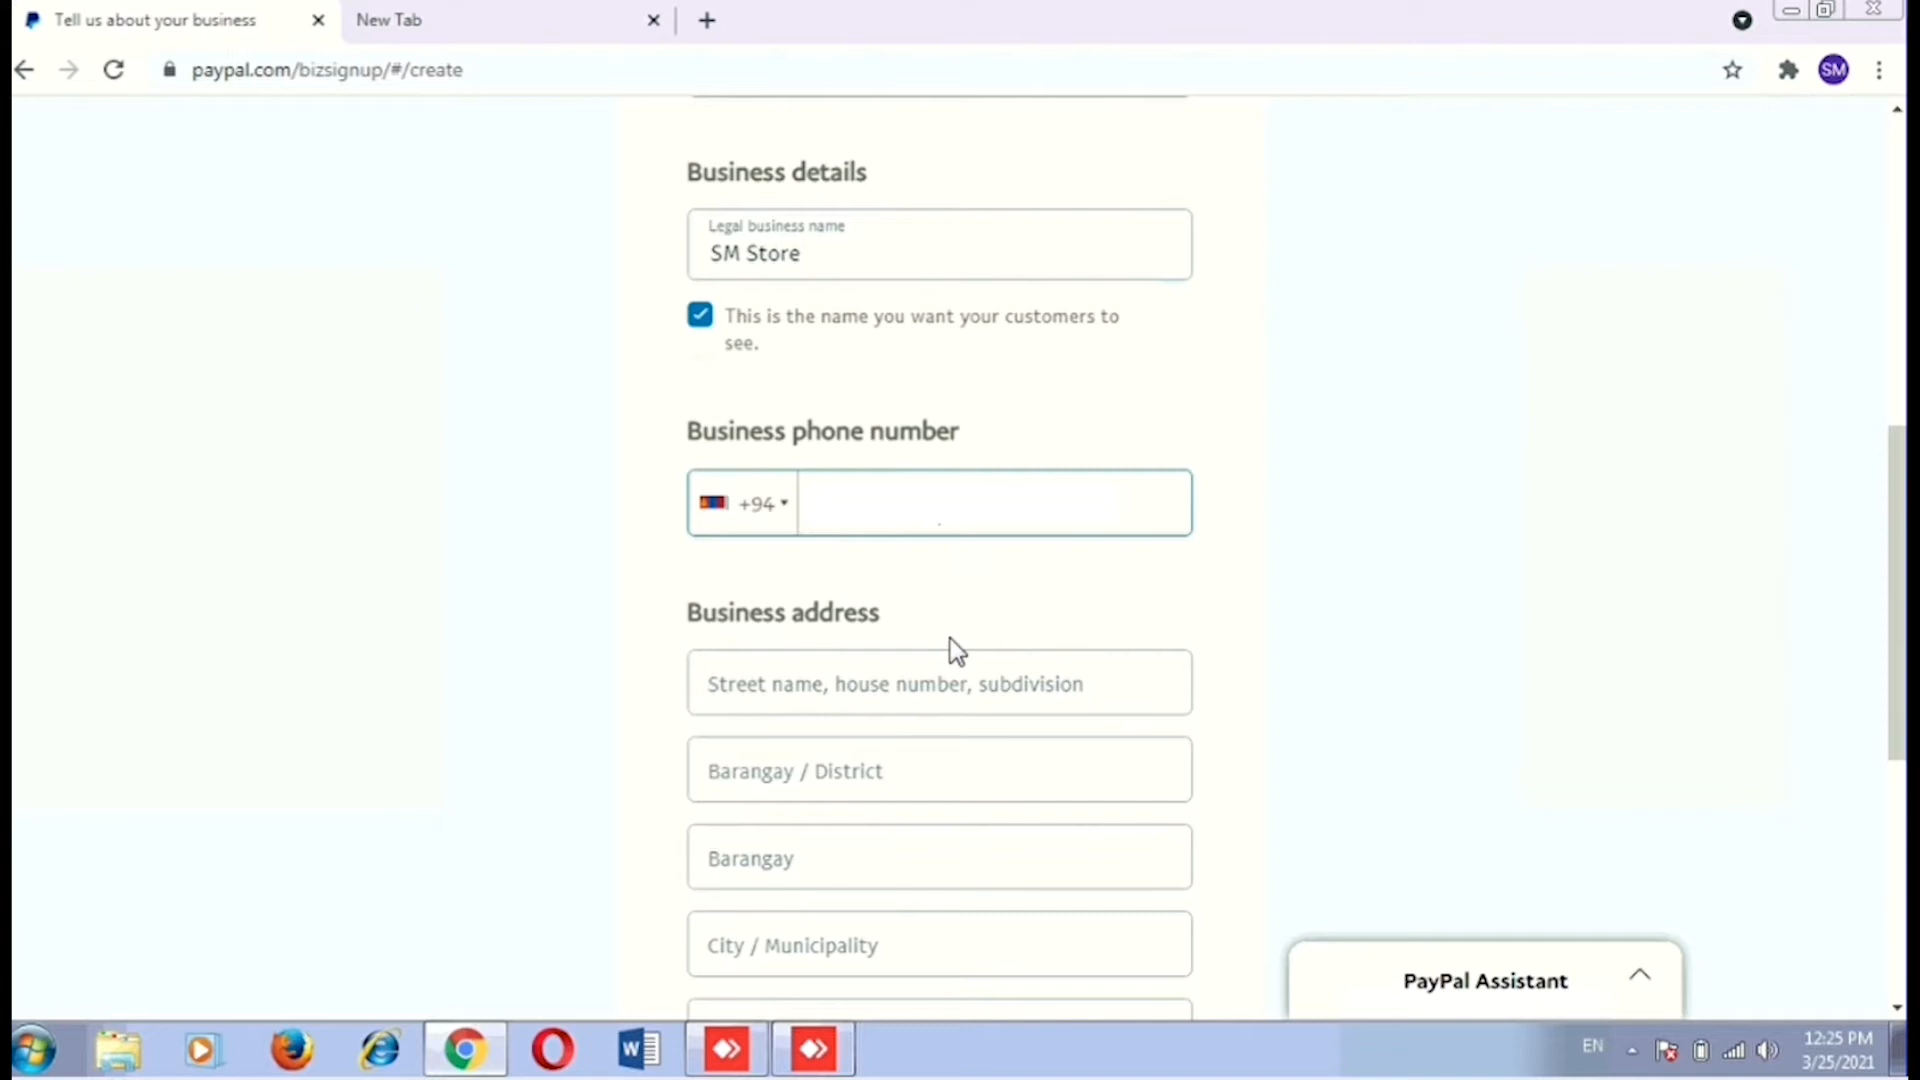 Tell us about your business
New Tab
paypal.com/bizsignup/#/create
SM
Business details
Legal business name
SM Store
This is the name you want your customers to
see.
Business phone number
+94
Business address
Street name, house number, subdivision
Barangay / District
Barangay
City / Municipality
PayPal Assistant
W
EN
12:25 PM
3/25/2021